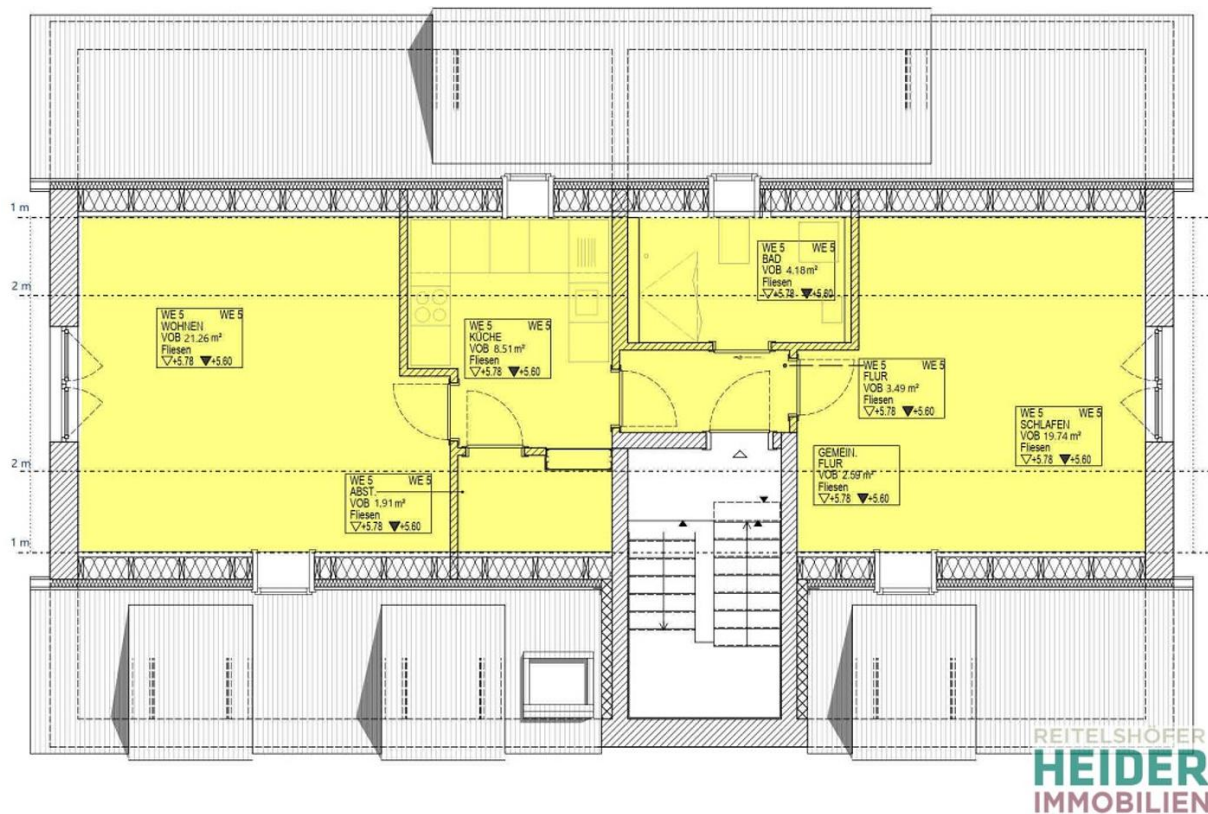 1 m
2 m
2 m
1 m
WE 5 WE 5
WOHNEN
VOB 21.26 m²
Fliesen
▽+5.78 ▼+5.60
WE 5 WE 5
KÜCHE
VOB 8.51 m²
Fliesen
▽+5.78 ▼+5.60
WE 5 WE 5
BAD
VOB 4.18 m²
Fliesen
▽+5.78 ▼+5.60
WE 5 WE 5
FLUR
VOB 3.49 m²
Fliesen
▽+5.78 ▼+5.60
WE 5 WE 5
SCHLAFEN
VOB 19.74 m²
Fliesen
▽+5.78 ▼+5.60
GEMEIN.
FLUR
VOB 2.59 m²
Fliesen
▽+5.78 ▼+5.60
WE 5 WE 5
ABST.
VOB 1.91 m²
Fliesen
▽+5.78 ▼+5.60
REITELSHÖFER
HEIDER
IMMOBILIEN